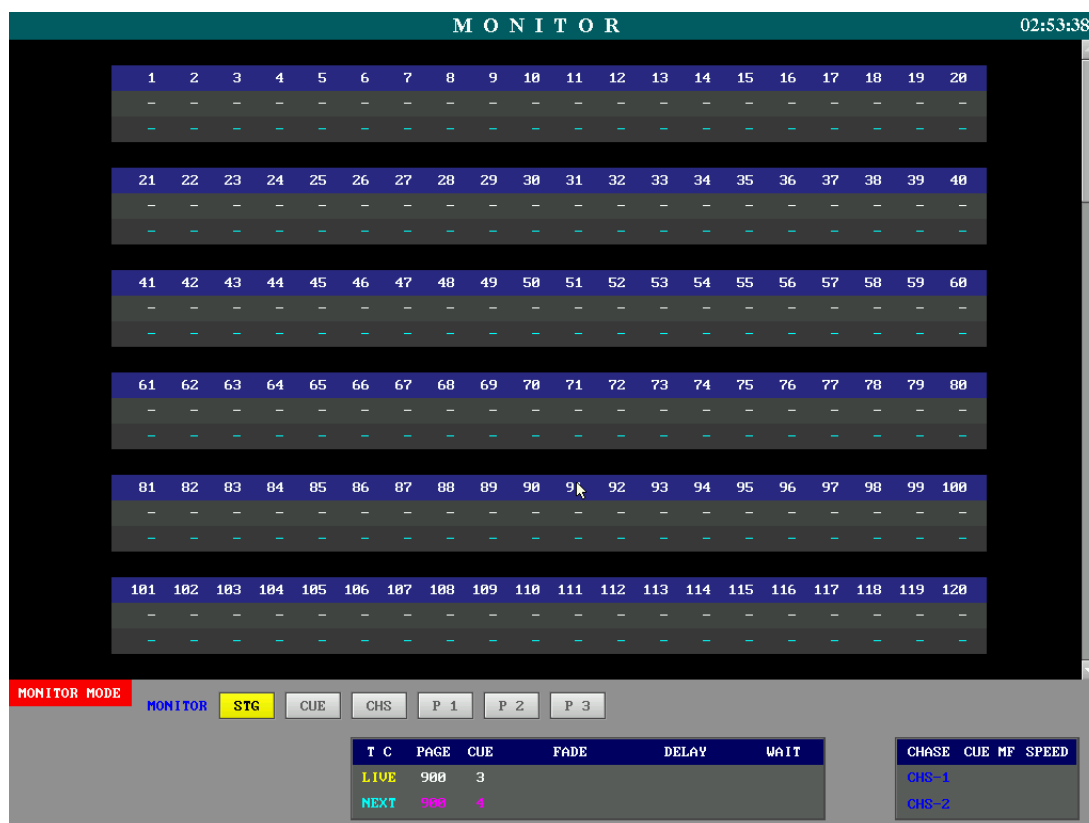 M O N I T O R 02:53:38
1 2 3 4 5 6 7 8 9 10 11 12 13 14 15 16 17 18 19 20
- - - - - - - - - - - - - - - - - - - -
- - - - - - - - - - - - - - - - - - - -
21 22 23 24 25 26 27 28 29 30 31 32 33 34 35 36 37 38 39 40
- - - - - - - - - - - - - - - - - - - -
- - - - - - - - - - - - - - - - - - - -
41 42 43 44 45 46 47 48 49 50 51 52 53 54 55 56 57 58 59 60
- - - - - - - - - - - - - - - - - - - -
- - - - - - - - - - - - - - - - - - - -
61 62 63 64 65 66 67 68 69 70 71 72 73 74 75 76 77 78 79 80
- - - - - - - - - - - - - - - - - - - -
- - - - - - - - - - - - - - - - - - - -
81 82 83 84 85 86 87 88 89 90 92 93 94 95 96 97 98 99 100
- - - - - - - - - - - - - - - - - - - -
- - - - - - - - - - - - - - - - - - - -
101 102 103 104 105 106 107 108 109 110 111 112 113 114 115 116 117 118 119 120
- - - - - - - - - - - - - - - - - - - -
- - - - - - - - - - - - - - - - - - - -
MONITOR MODE
MONITOR STG CUE CHS P 1 P 2 P 3
T C PAGE CUE FADE DELAY WAIT
LIVE 900 3
NEXT 900 4
CHASE CUE MF SPEED
CHS-1
CHS-2